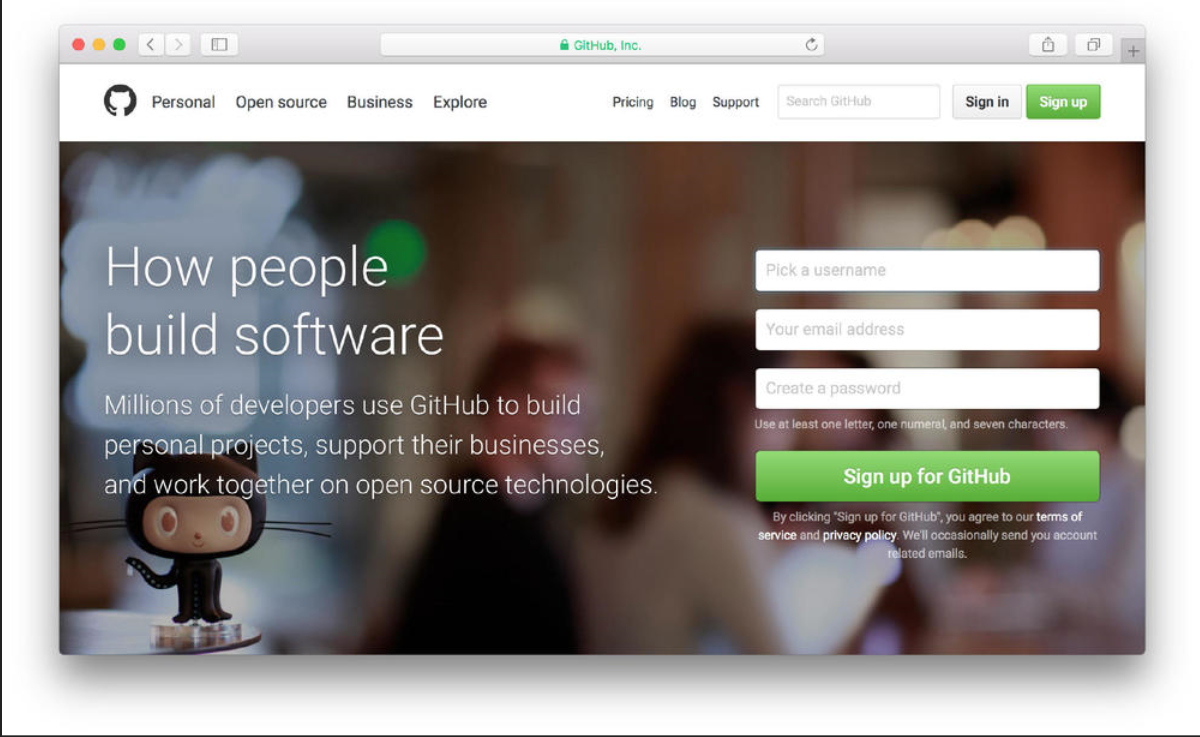 GitHub, Inc.
Personal Open source Business Explore Pricing Blog Support Search GitHub Sign in Sign up
How people
build software
Millions of developers use GitHub to build
personal projects, support their businesses,
and work together on open source technologies.
Pick a username
Your email address
Create a password
Use at least one letter, one numeral, and seven characters.
Sign up for GitHub
By clicking "Sign up for GitHub", you agree to our terms of
service and privacy policy. We'll occasionally send you account
related emails.